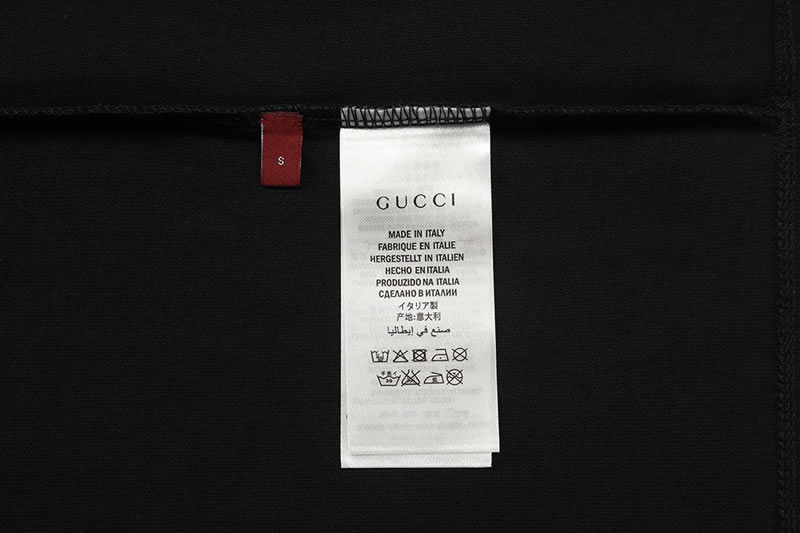 S
GUCCI
MADE IN ITALY
FABRIQUE EN ITALIE
HERGESTELLT IN ITALIEN
HECHO EN ITALIA
PRODUZIDO NA ITALIA
СДЕЛАНО В ИТАЛИИ
イタリア製
产地:意大利
صنع في إيطاليا